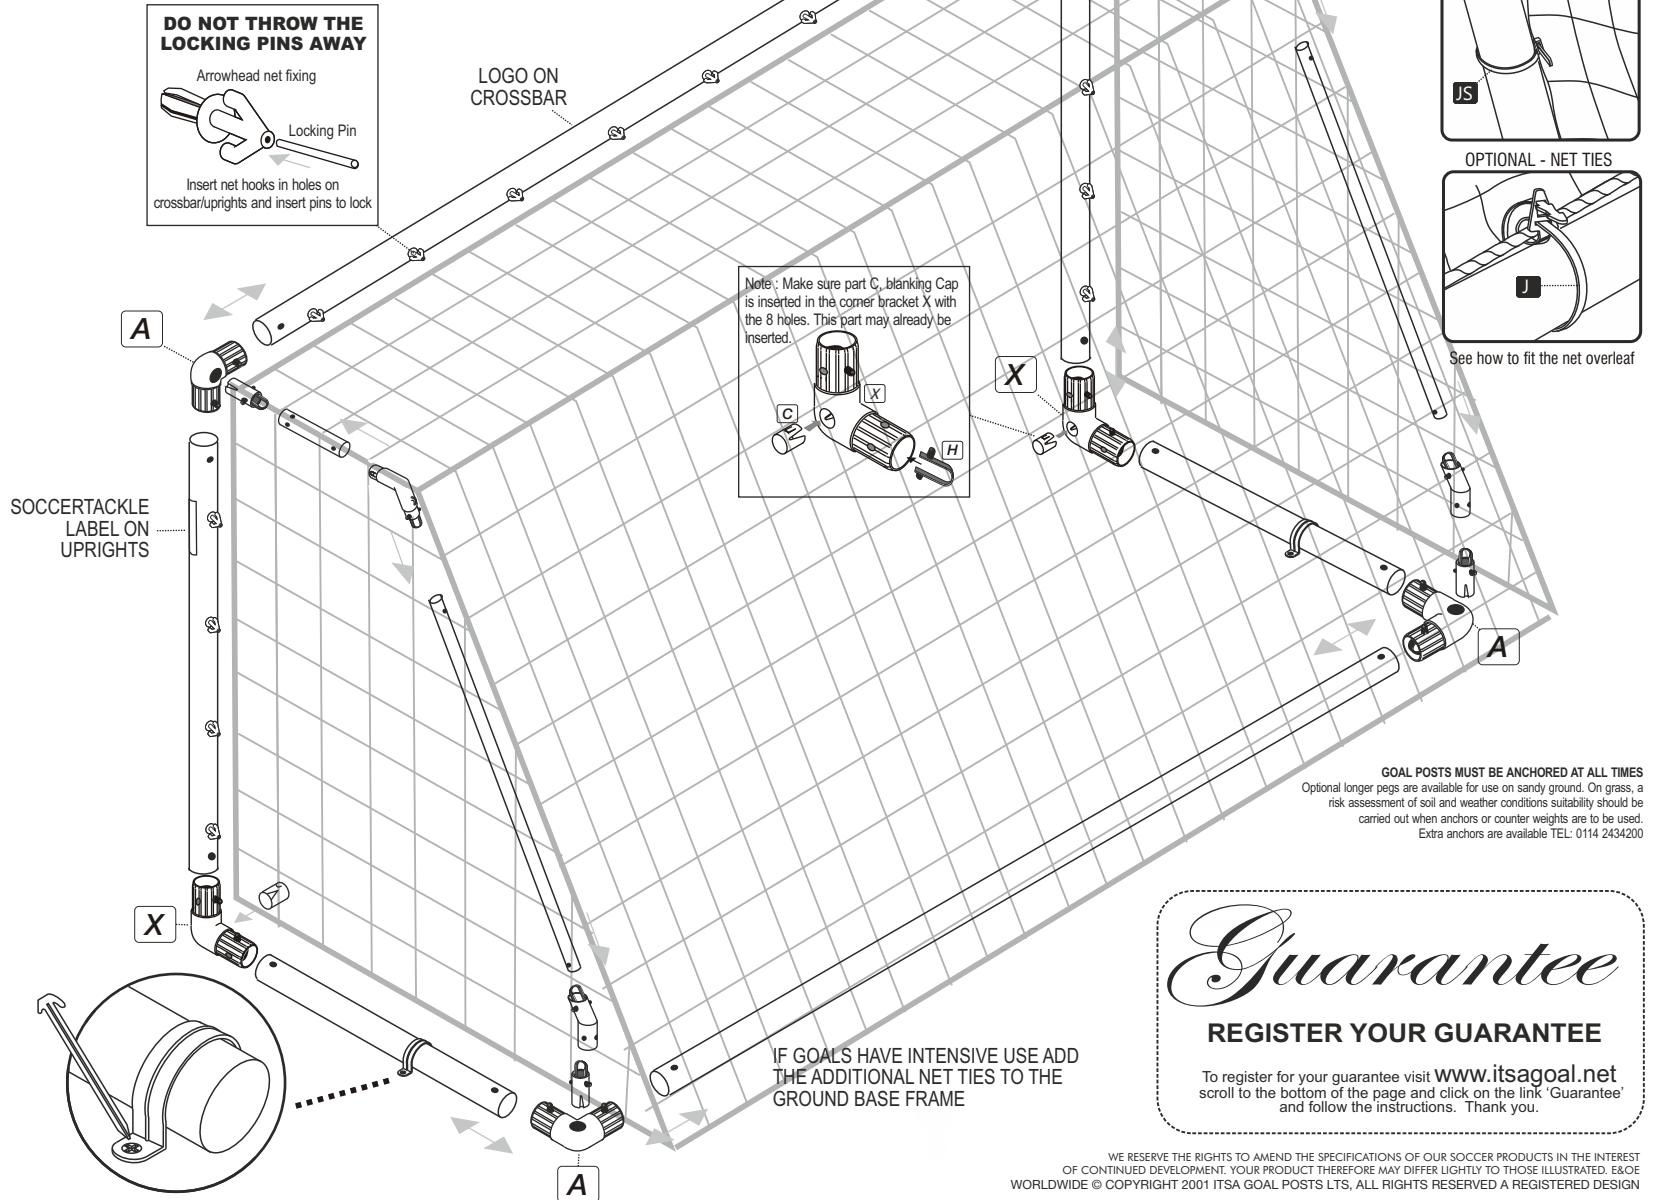 DO NOT THROW THE
LOCKING PINS AWAY
Arrowhead net fixing
Locking Pin
Insert net hooks in holes on
crossbar/uprights and insert pins to lock
LOGO ON
CROSSBAR
JS
OPTIONAL - NET TIES
J
See how to fit the net overleaf
A
Note : Make sure part C, blanking Cap
is inserted in the corner bracket X with
the 8 holes. This part may already be
inserted.
X
C
H
X
SOCCERTACKLE
LABEL ON
UPRIGHTS
A
GOAL POSTS MUST BE ANCHORED AT ALL TIMES
Optional longer pegs are available for use on sandy ground. On grass, a
risk assessment of soil and weather conditions suitability should be
carried out when anchors or counter weights are to be used.
Extra anchors are available TEL: 0114 2434200
X
Guarantee
REGISTER YOUR GUARANTEE
To register for your guarantee visit www.itsagoal.net
scroll to the bottom of the page and click on the link ‘Guarantee’
and follow the instructions. Thank you.
IF GOALS HAVE INTENSIVE USE ADD
THE ADDITIONAL NET TIES TO THE
GROUND BASE FRAME
A
WE RESERVE THE RIGHTS TO AMEND THE SPECIFICATIONS OF OUR SOCCER PRODUCTS IN THE INTEREST
OF CONTINUED DEVELOPMENT. YOUR PRODUCT THEREFORE MAY DIFFER LIGHTLY TO THOSE ILLUSTRATED. E&OE
WORLDWIDE © COPYRIGHT 2001 ITSA GOAL POSTS LTS, ALL RIGHTS RESERVED A REGISTERED DESIGN